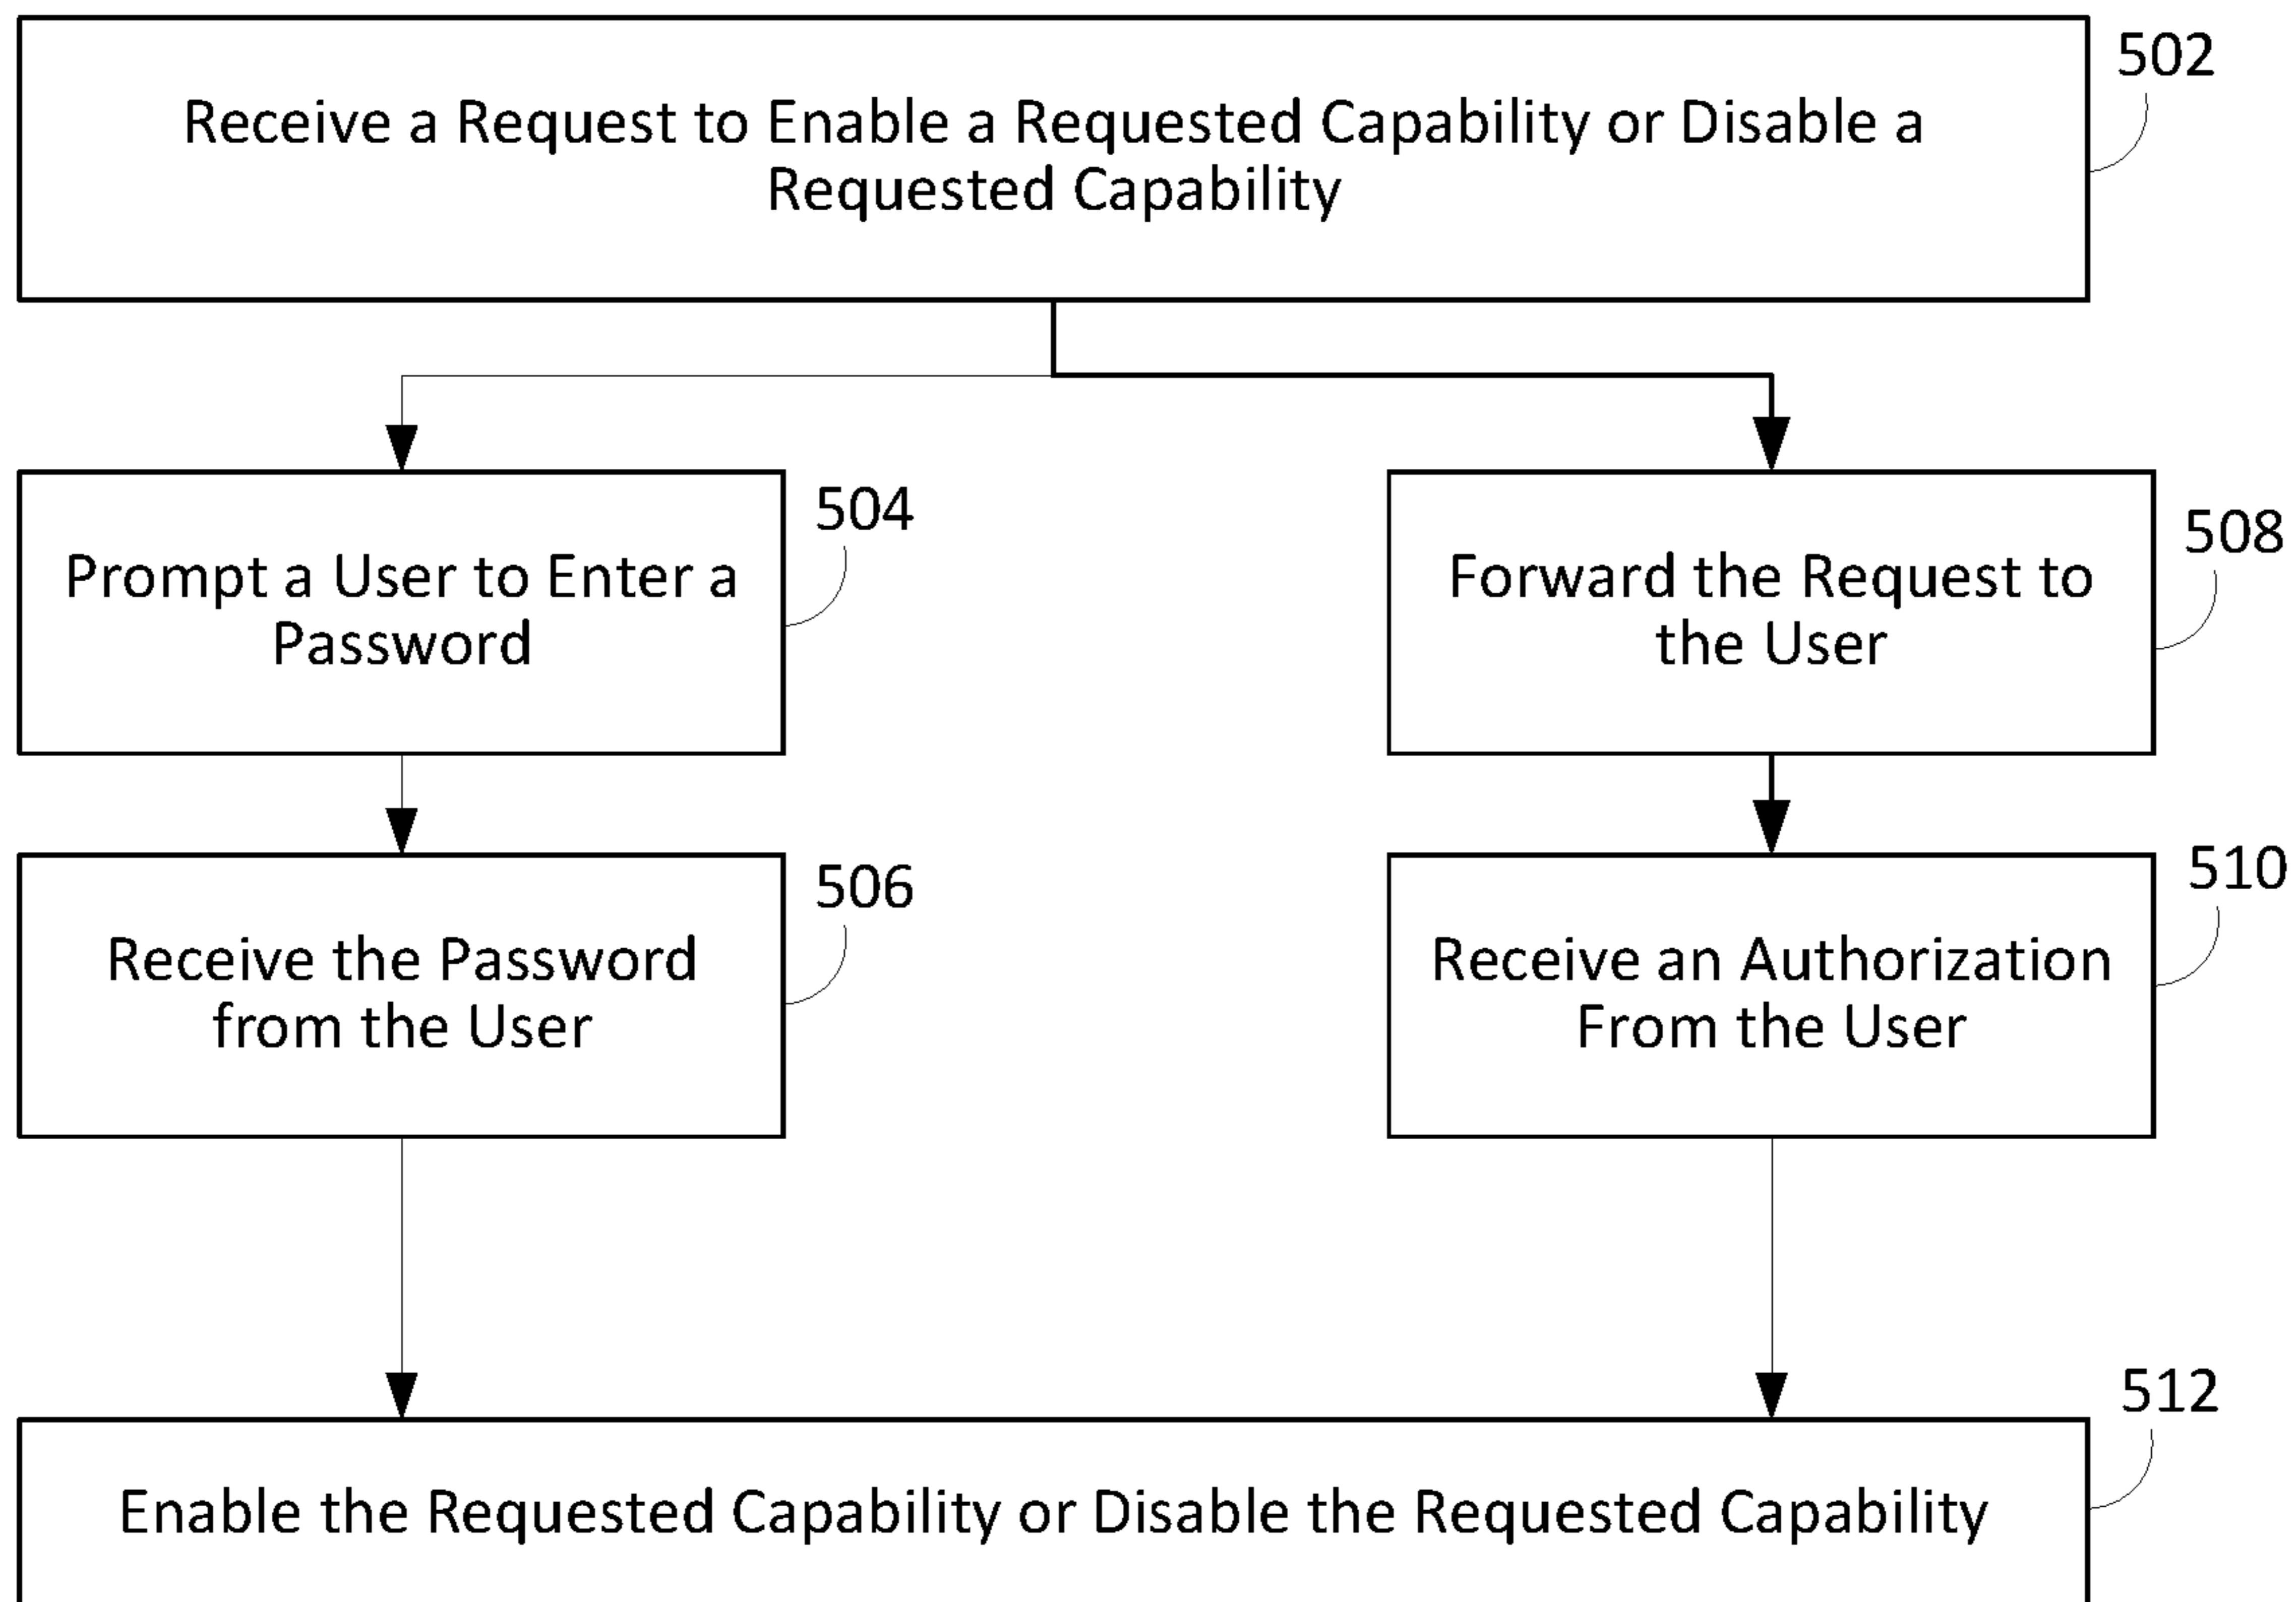 Receive a Request to Enable a Requested Capability or Disable a
Requested Capability
502
Prompt a User to Enter a
Password
504
Forward the Request to
the User
508
Receive the Password
from the User
506
Receive an Authorization
From the User
510
Enable the Requested Capability or Disable the Requested Capability
512